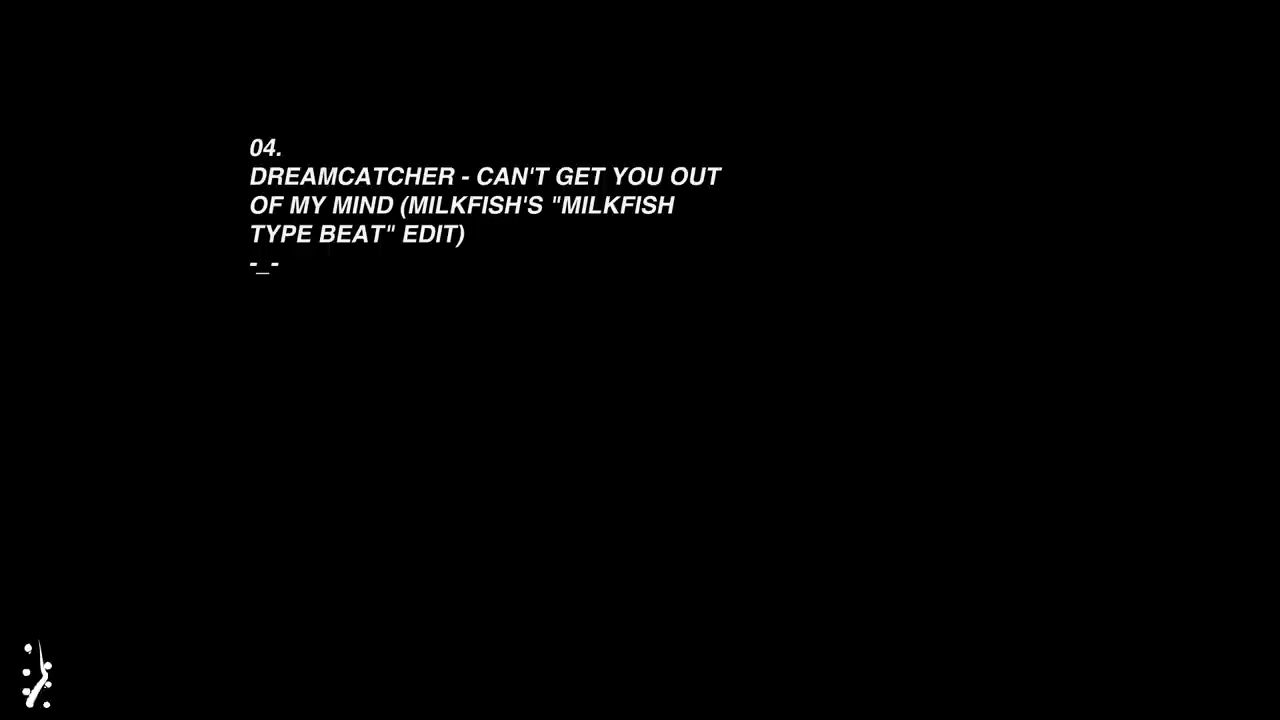 04.
DREAMCATCHER - CAN'T GET YOU OUT
OF MY MIND (MILKFISH'S "MILKFISH
TYPE BEAT" EDIT)
-_-